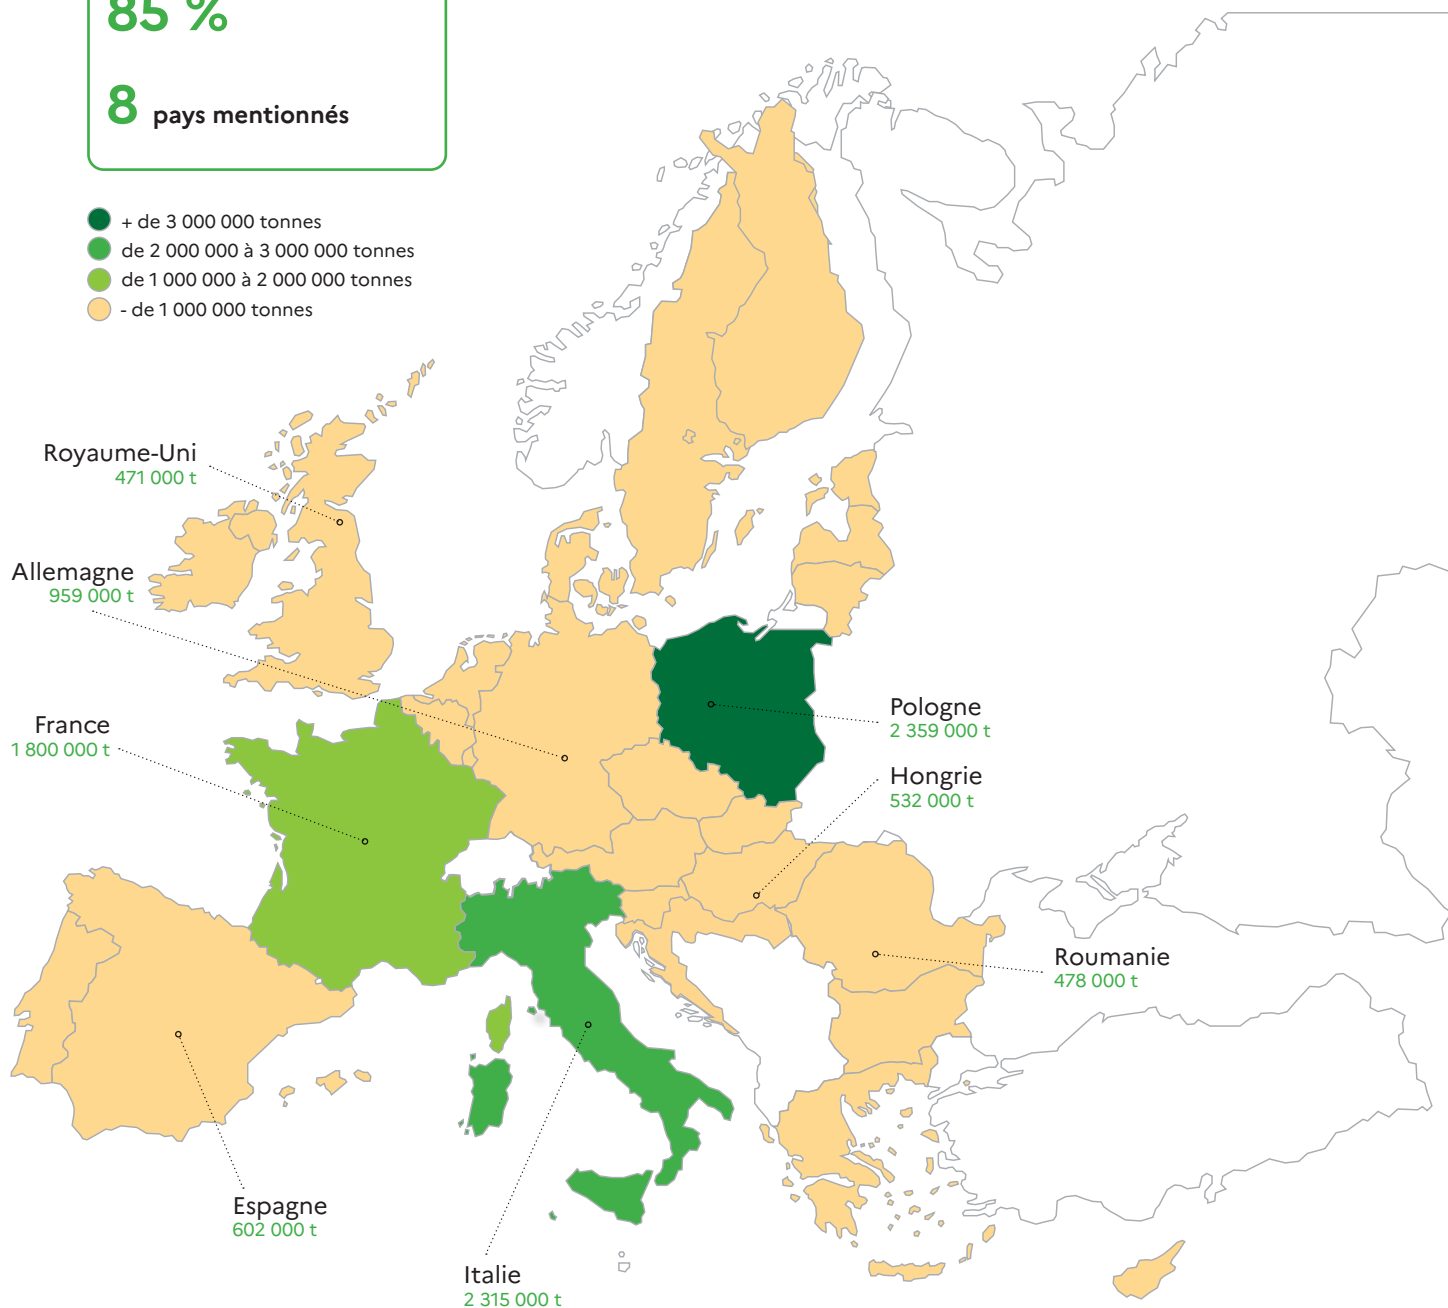 85 %
8 pays mentionnés
+ de 3 000 000 tonnes
de 2 000 000 à 3 000 000 tonnes
de 1 000 000 à 2 000 000 tonnes
- de 1 000 000 tonnes
Royaume-Uni
471 000 t
Allemagne
959 000 t
France
1 800 000 t
Pologne
2 359 000 t
Hongrie
532 000 t
Roumanie
478 000 t
Espagne
602 000 t
Italie
2 315 000 t